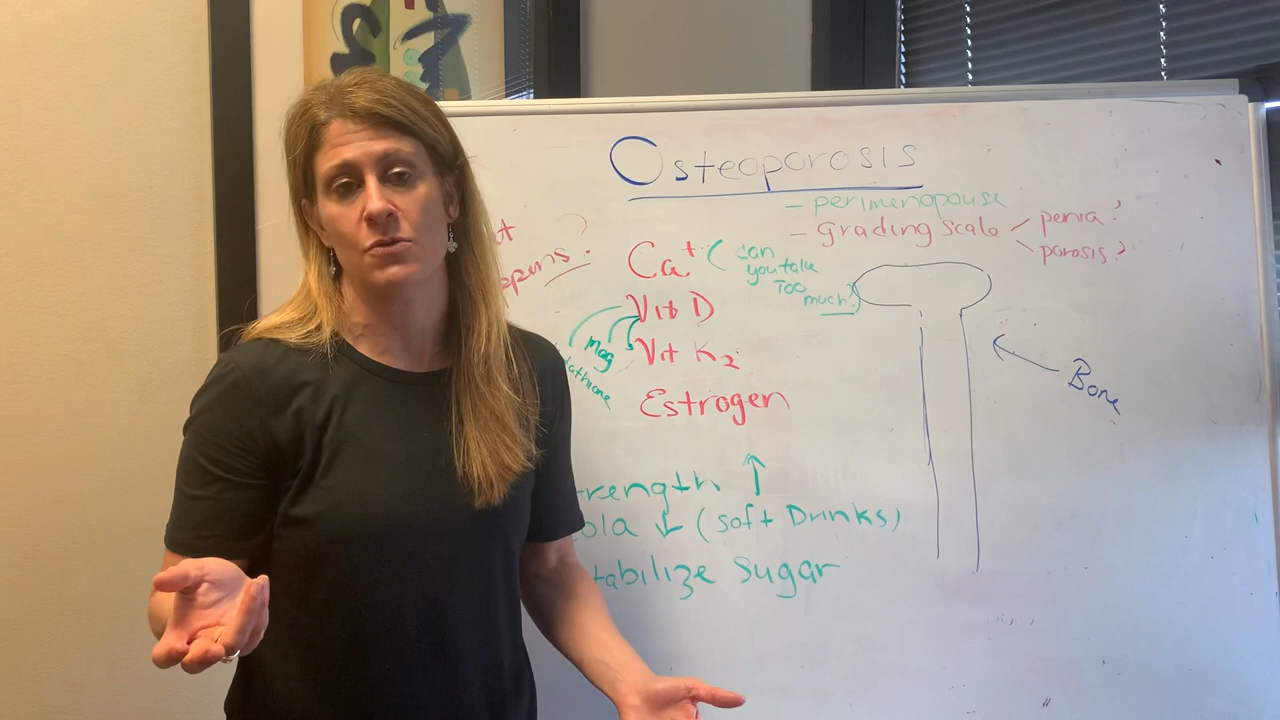 Osteoporosis
- perimenopause
- grading scale < penia?
porosis?
Ca+ (can
you take
Too
much?)
Vit D
mag
Vit K2
Estrogen
Bone
trength ↑
ola ↓ (soft Drinks)
tabilize sugar